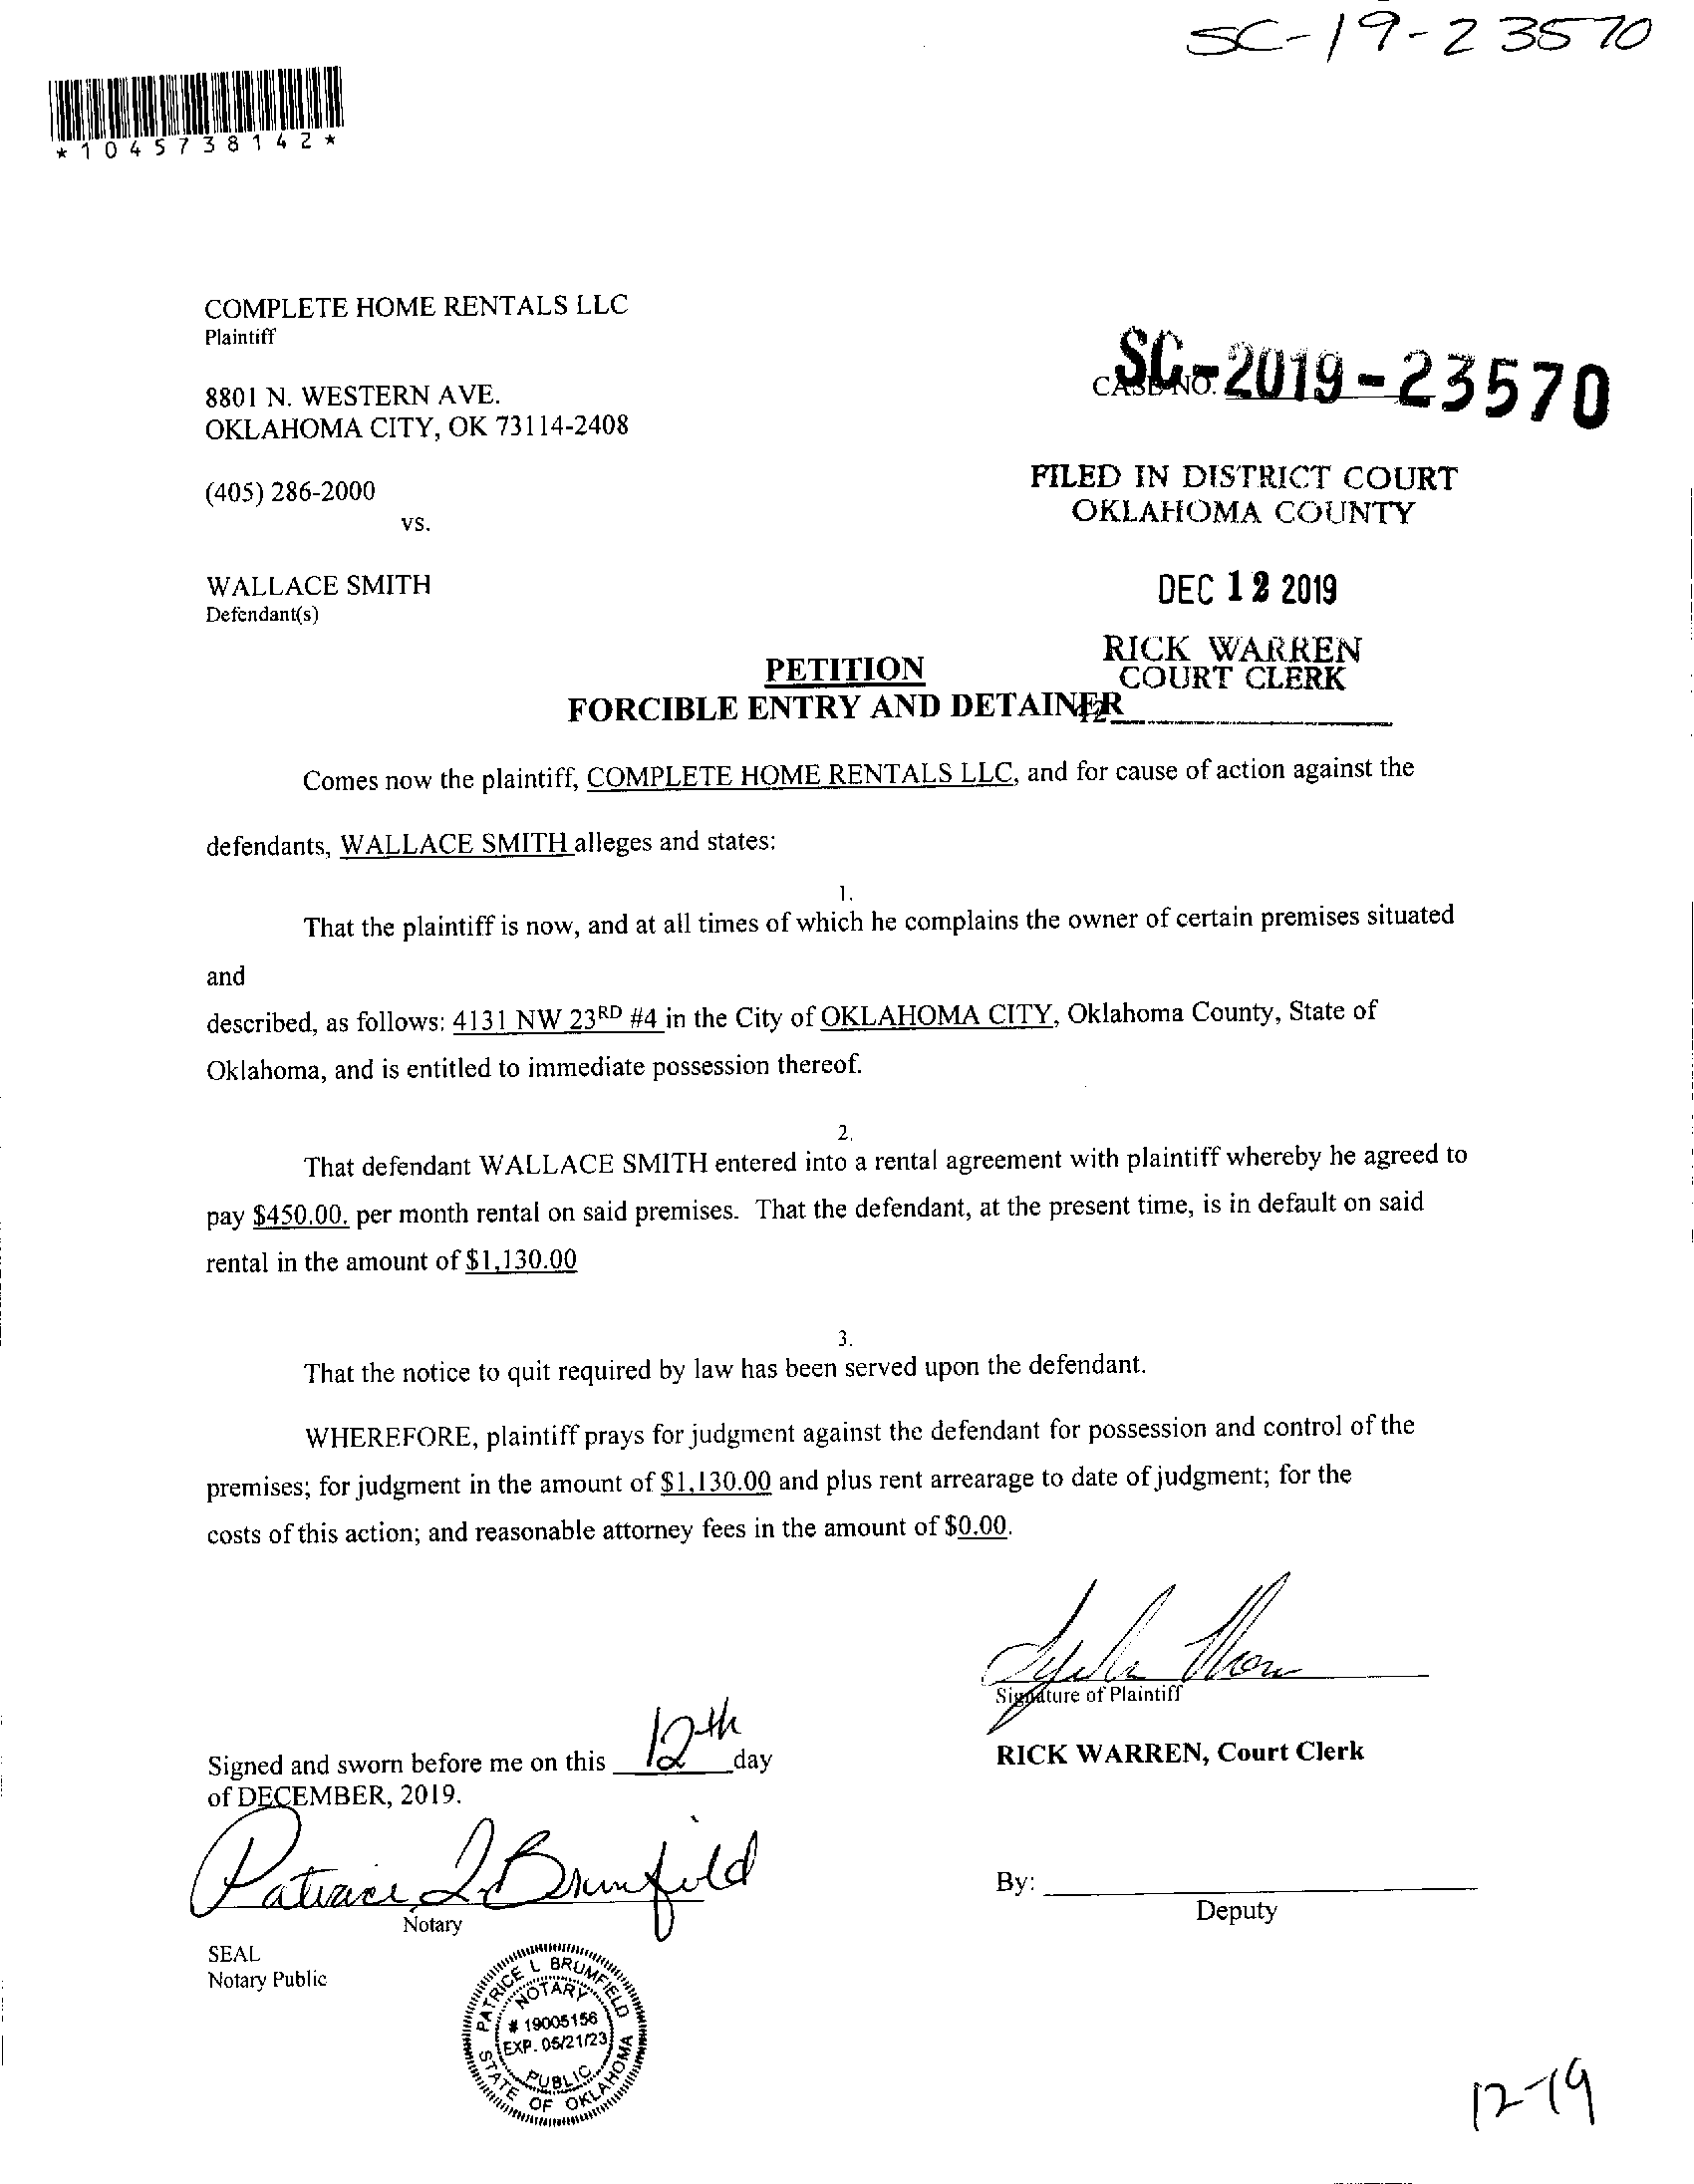 SC-19-23570
*1045738142*
COMPLETE HOME RENTALS LLC
Plaintiff
SC-2019-23570
CASE NO.
8801 N. WESTERN AVE.
OKLAHOMA CITY, OK 73114-2408
FILED IN DISTRICT COURT
OKLAHOMA COUNTY
(405) 286-2000
vs.
WALLACE SMITH
Defendant(s)
DEC 12 2019
RICK WARREN
COURT CLERK
PETITION
FORCIBLE ENTRY AND DETAINER
Comes now the plaintiff, COMPLETE HOME RENTALS LLC, and for cause of action against the
defendants, WALLACE SMITH alleges and states:
1.
That the plaintiff is now, and at all times of which he complains the owner of certain premises situated
and
described, as follows: 4131 NW 23RD #4 in the City of OKLAHOMA CITY, Oklahoma County, State of
Oklahoma, and is entitled to immediate possession thereof.
2.
That defendant WALLACE SMITH entered into a rental agreement with plaintiff whereby he agreed to
pay $450.00. per month rental on said premises. That the defendant, at the present time, is in default on said
rental in the amount of $1,130.00
3.
That the notice to quit required by law has been served upon the defendant.
WHEREFORE, plaintiff prays for judgment against the defendant for possession and control of the
premises; for judgment in the amount of $1,130.00 and plus rent arrearage to date of judgment; for the
costs of this action; and reasonable attorney fees in the amount of $0.00.
Signature of Plaintiff
Signed and sworn before me on this 12th day
of DECEMBER, 2019.
RICK WARREN, Court Clerk
Patrice L Brumfield
Notary
By:
Deputy
SEAL
Notary Public
PATRICE L BRUMFIELD
NOTARY
# 19005156
EXP. 05/21/23
PUBLIC
STATE OF OKLAHOMA
12-19